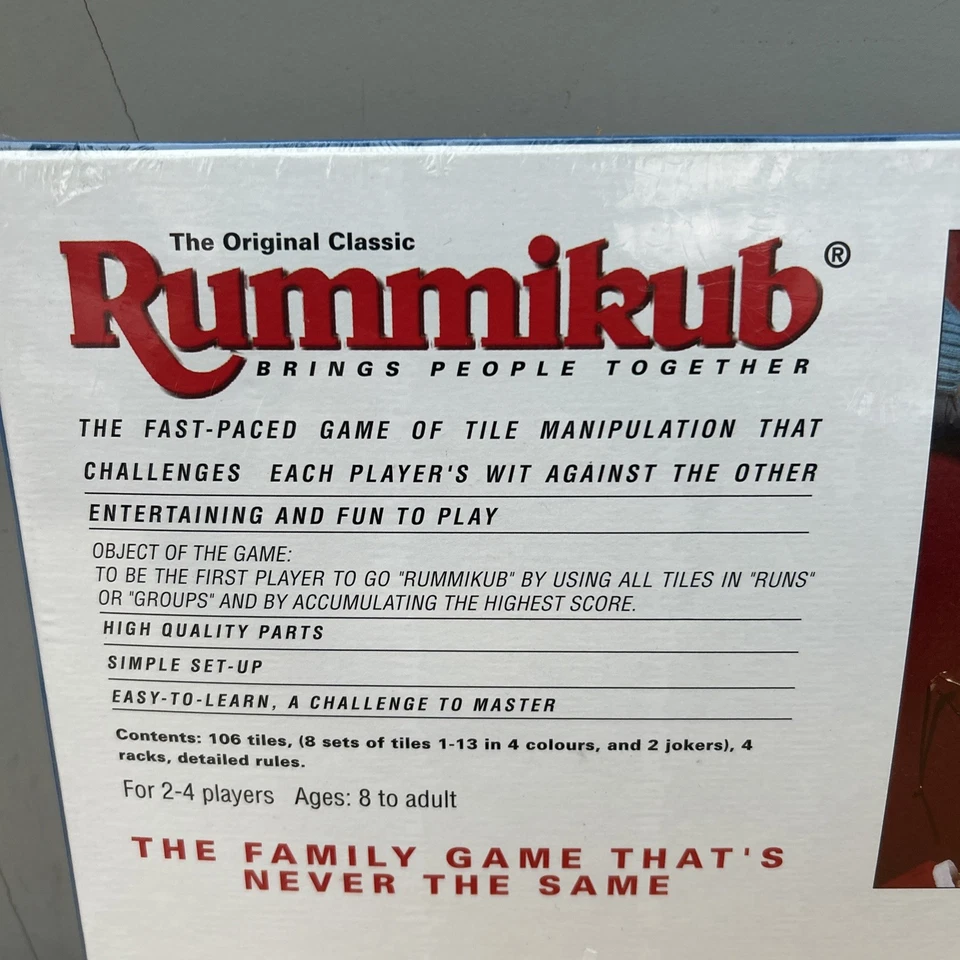 The Original Classic
Rummikub®
BRINGS PEOPLE TOGETHER
THE FAST-PACED GAME OF TILE MANIPULATION THAT
CHALLENGES EACH PLAYER'S WIT AGAINST THE OTHER
ENTERTAINING AND FUN TO PLAY
OBJECT OF THE GAME:
TO BE THE FIRST PLAYER TO GO "RUMMIKUB" BY USING ALL TILES IN "RUNS"
OR "GROUPS" AND BY ACCUMULATING THE HIGHEST SCORE.
HIGH QUALITY PARTS
SIMPLE SET-UP
EASY-TO-LEARN, A CHALLENGE TO MASTER
Contents: 106 tiles, (8 sets of tiles 1-13 in 4 colours, and 2 jokers), 4
racks, detailed rules.
For 2-4 players Ages: 8 to adult
THE FAMILY GAME THAT'S
NEVER THE SAME